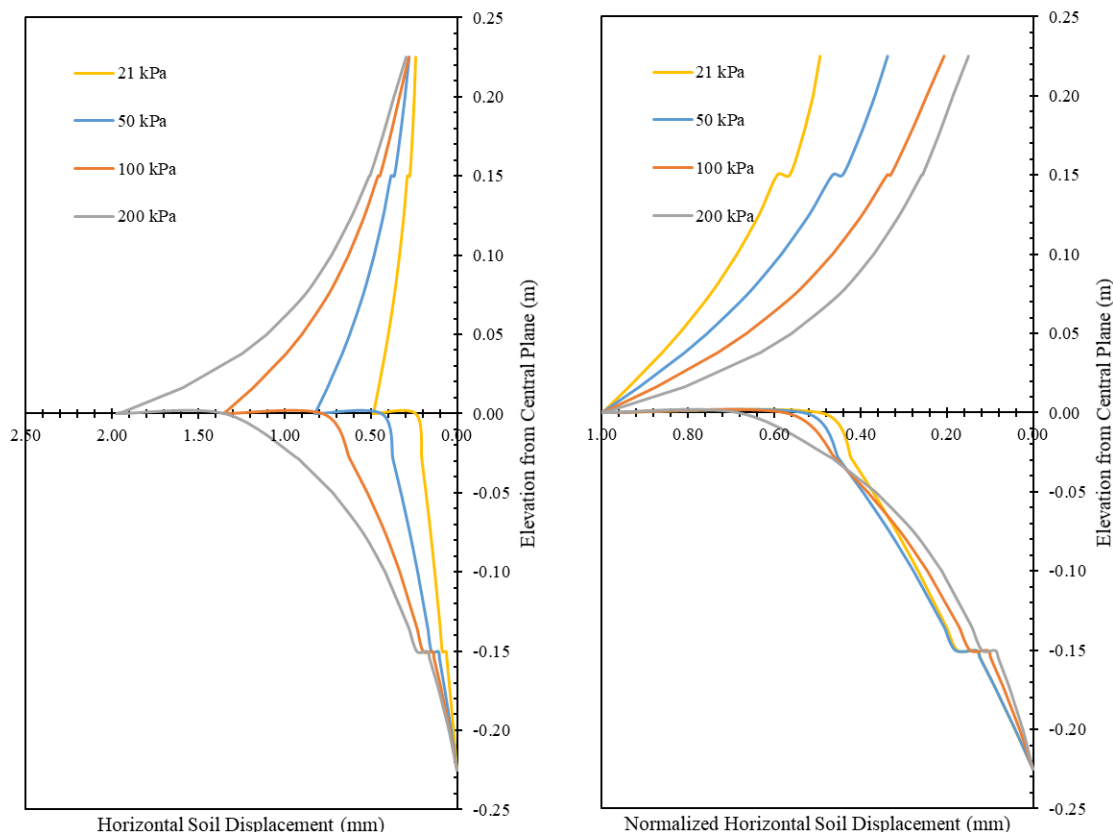 0.25
0.20
0.15
0.10
0.05
0.00
-0.05
-0.10
-0.15
-0.20
-0.25
Elevation from Central Plane (m)
21 kPa
50 kPa
100 kPa
200 kPa
2.50 2.00 1.50 1.00 0.50 0.00
Horizontal Soil Displacement (mm)
0.25
0.20
0.15
0.10
0.05
0.00
-0.05
-0.10
-0.15
-0.20
-0.25
Elevation from Central Plane (m)
21 kPa
50 kPa
100 kPa
200 kPa
1.00 0.80 0.60 0.40 0.20 0.00
Normalized Horizontal Soil Displacement (mm)